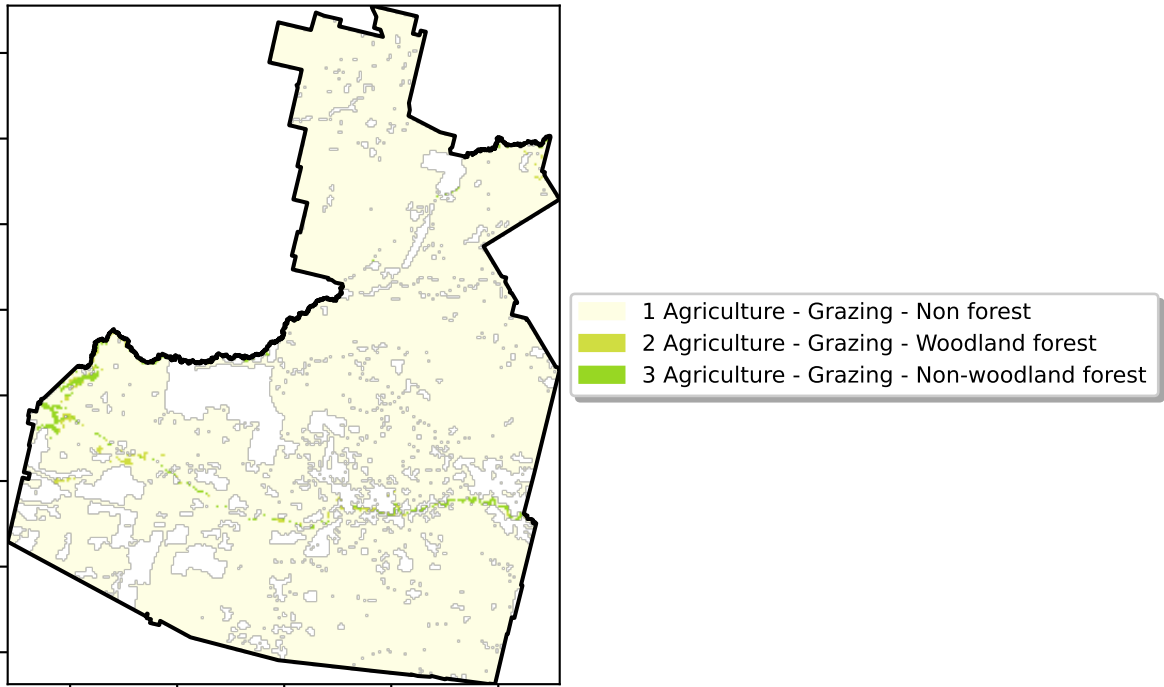 1 Agriculture - Grazing - Non forest
2 Agriculture - Grazing - Woodland forest
3 Agriculture - Grazing - Non-woodland forest